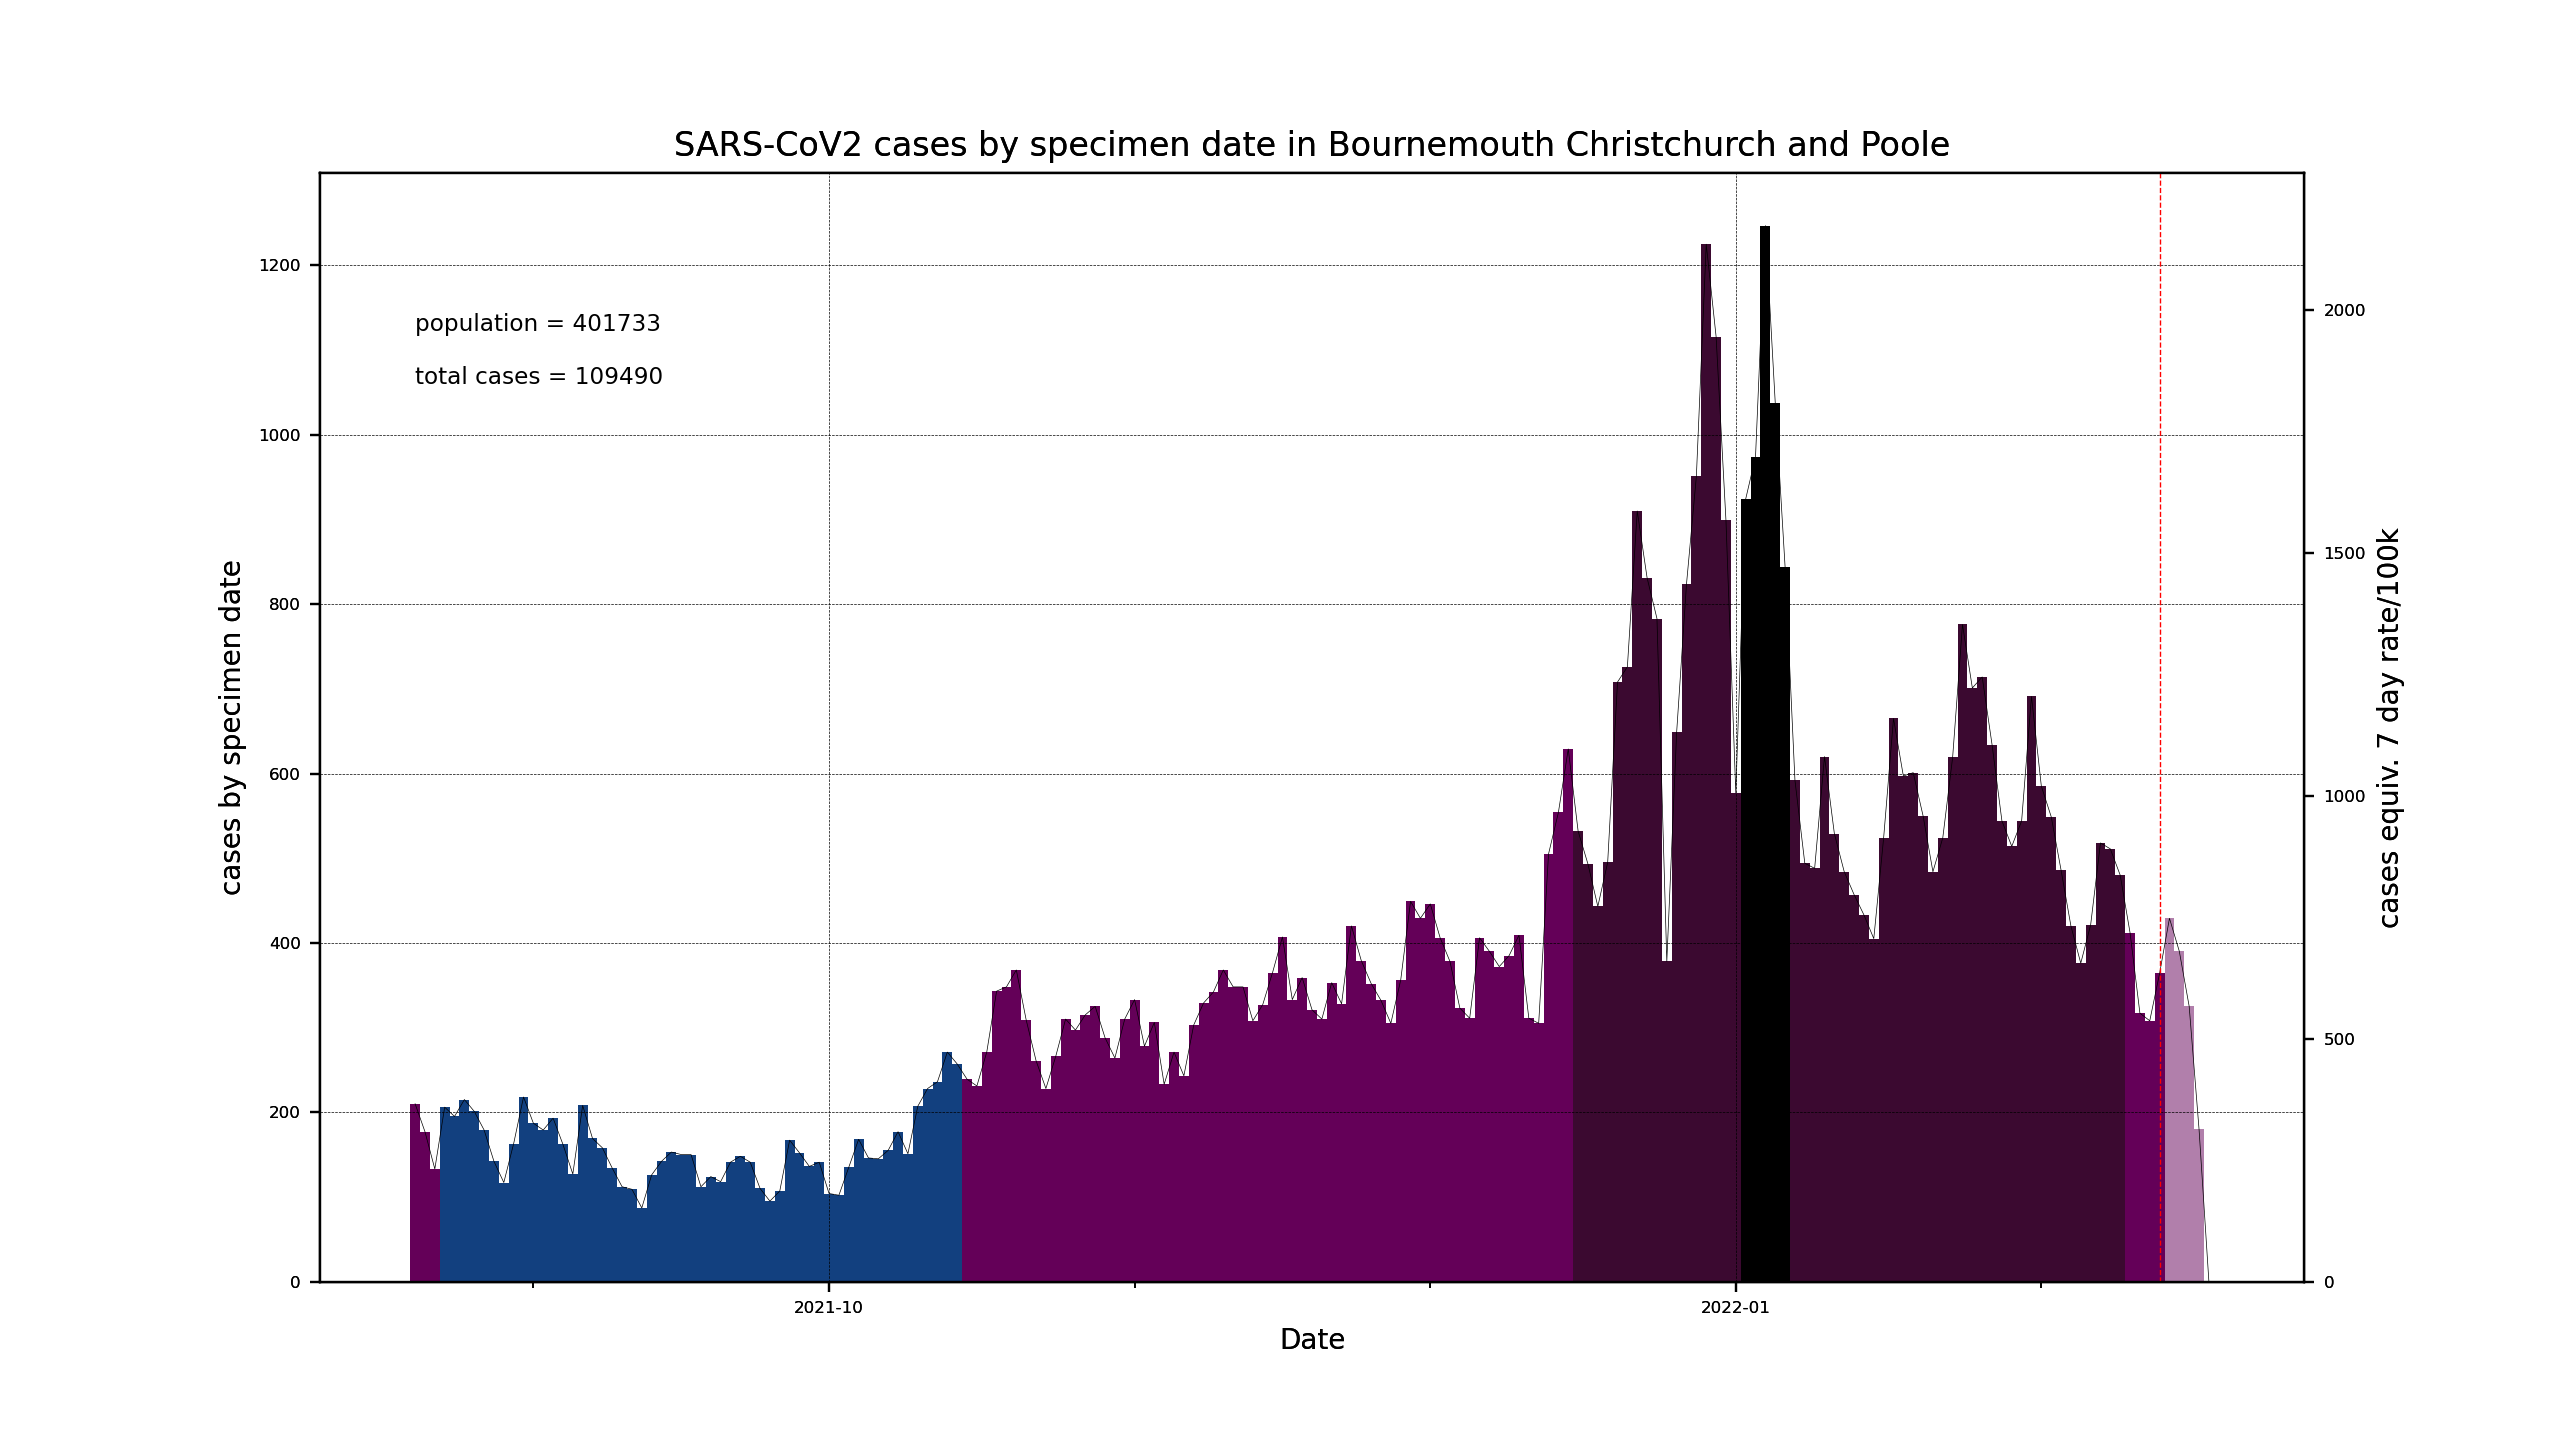 SARS-CoV2 cases by specimen date in Bournemouth Christchurch and Poole
population = 401733
total cases = 109490
cases by specimen date
1200
1000
800
600
400
200
0
2000
1500
1000
500
0
cases equiv. 7 day rate/100k
2021-10
2022-01
Date